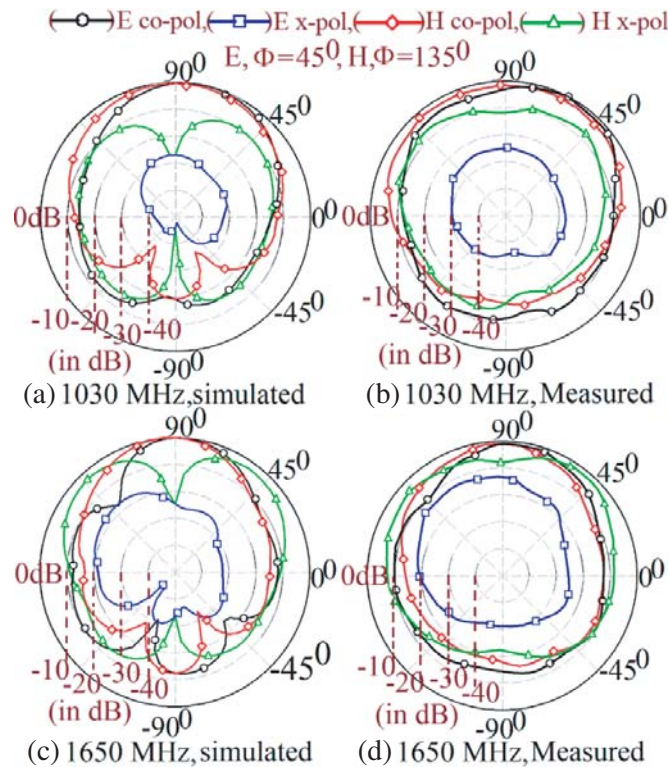 ( )E co-pol,( )E x-pol,( )H co-pol,( ) H x-pol
E, Φ=45⁰, H,Φ=135⁰
90⁰ 90⁰
45⁰ 45⁰
0dB 0⁰ 0dB 0⁰
-45⁰ -45⁰
-10 -20 -30 -40 -10 -20 -30 -40
(in dB) -90⁰ (in dB) -90⁰
(a) 1030 MHz,simulated (b) 1030 MHz,Measured
90⁰ 90⁰
45⁰ 45⁰
0dB 0⁰ 0dB 0⁰
-45⁰ -45⁰
-10 -20 -30 -40 -10 -20 -30 -40
(in dB) -90⁰ (in dB) -90⁰
(c) 1650 MHz,simulated (d) 1650 MHz,Measured